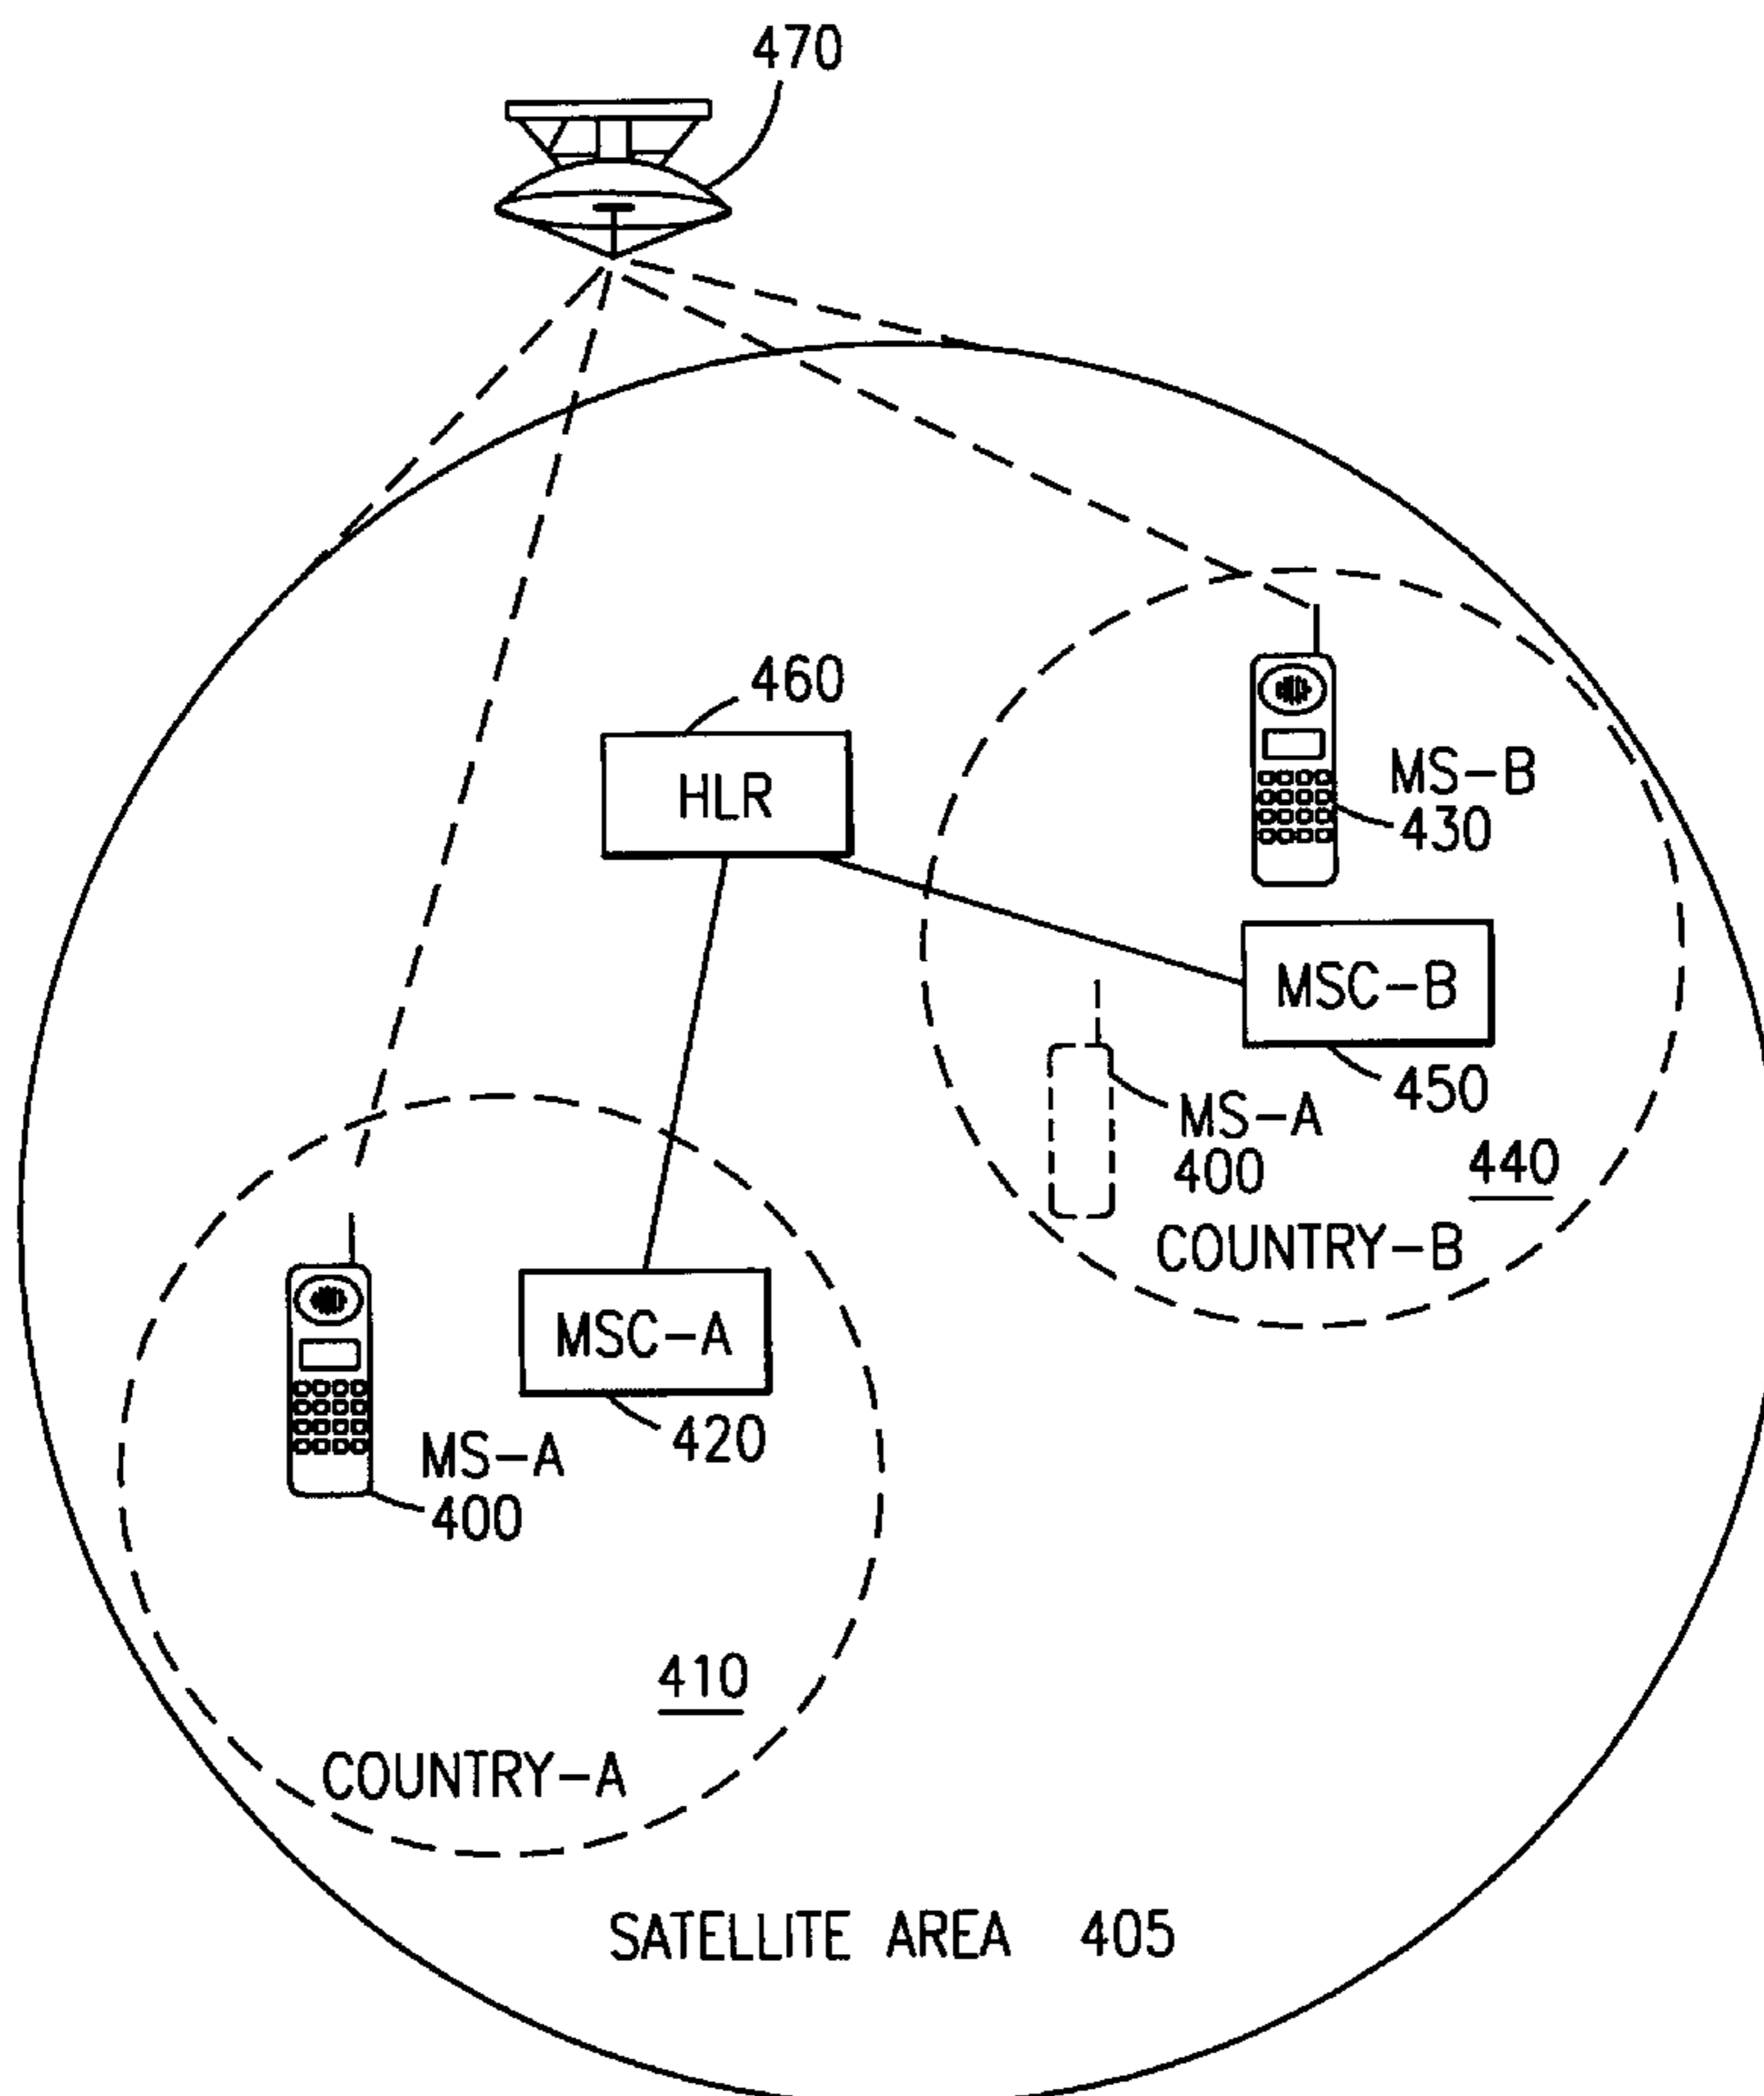 470
460
HLR
MS-B
430
MSC-B
450
MS-A
400
440
COUNTRY-B
MSC-A
420
MS-A
400
410
COUNTRY-A
SATELLITE AREA 405